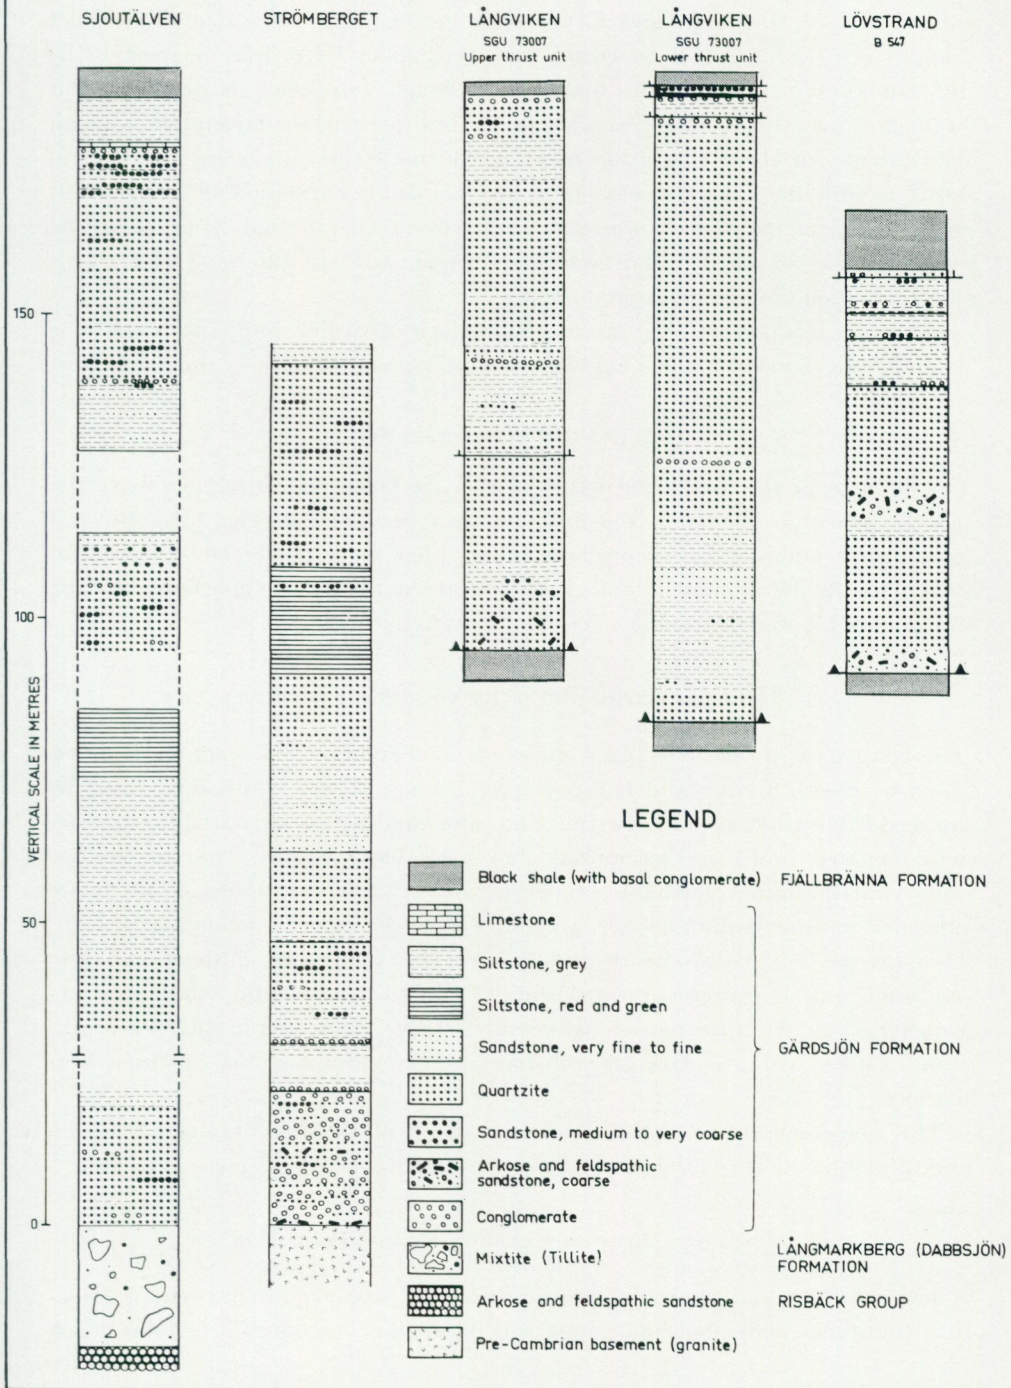 SJOUTÄLVEN
STRÖMBERGET
LÅNGVIKEN
SGU 73007
Upper thrust unit
LÅNGVIKEN
SGU 73007
Lower thrust unit
LÖVSTRAND
B 547
150
100
50
0
VERTICAL SCALE IN METRES
LEGEND
Black shale (with basal conglomerate) FJÄLLBRÄNNA FORMATION
Limestone
Siltstone, grey
Siltstone, red and green
Sandstone, very fine to fine
GÄRDSJÖN FORMATION
Quartzite
Sandstone, medium to very coarse
Arkose and feldspathic
sandstone, coarse
Conglomerate
Mixtite (Tillite)
LÅNGMARKBERG (DABBSJÖN)
FORMATION
Arkose and feldspathic sandstone RISBÄCK GROUP
Pre-Cambrian basement (granite)